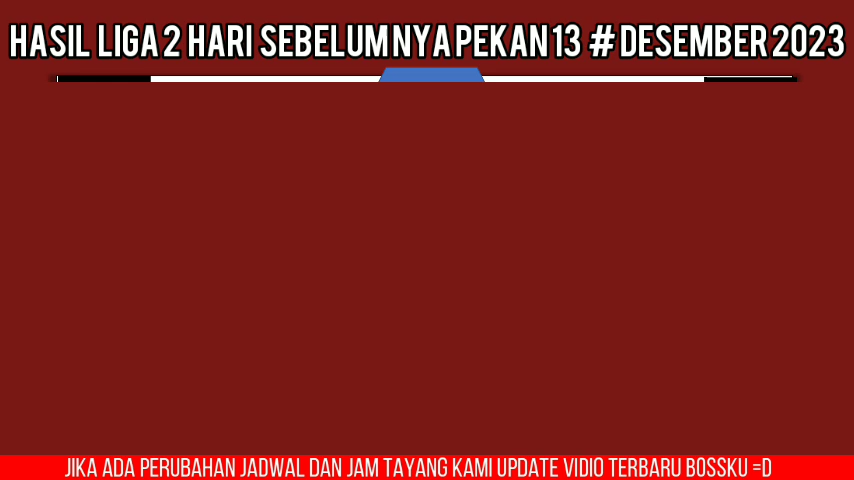 HASIL LIGA 2 HARI SEBELUMNYA PEKAN 13 # DESEMBER 2023
JIKA ADA PERUBAHAN JADWAL DAN JAM TAYANG KAMI UPDATE VIDIO TERBARU BOSSKU =D